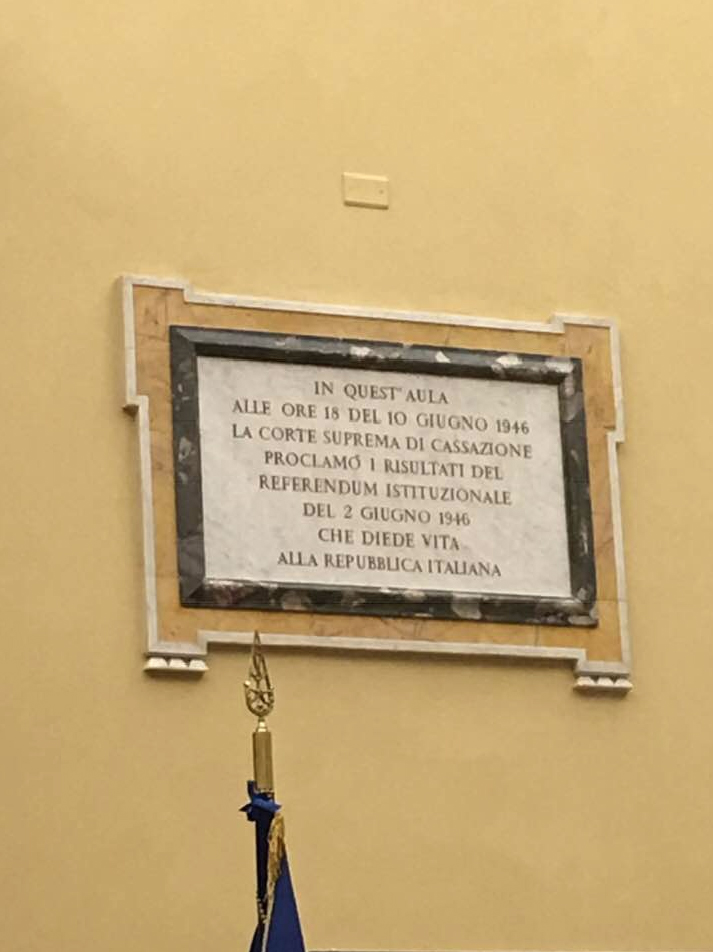 IN QUEST'AULA
ALLE ORE 18 DEL 10 GIUGNO 1946
LA CORTE SUPREMA DI CASSAZIONE
PROCLAMÒ I RISULTATI DEL
REFERENDUM ISTITUZIONALE
DEL 2 GIUGNO 1946
CHE DIEDE VITA
ALLA REPUBBLICA ITALIANA